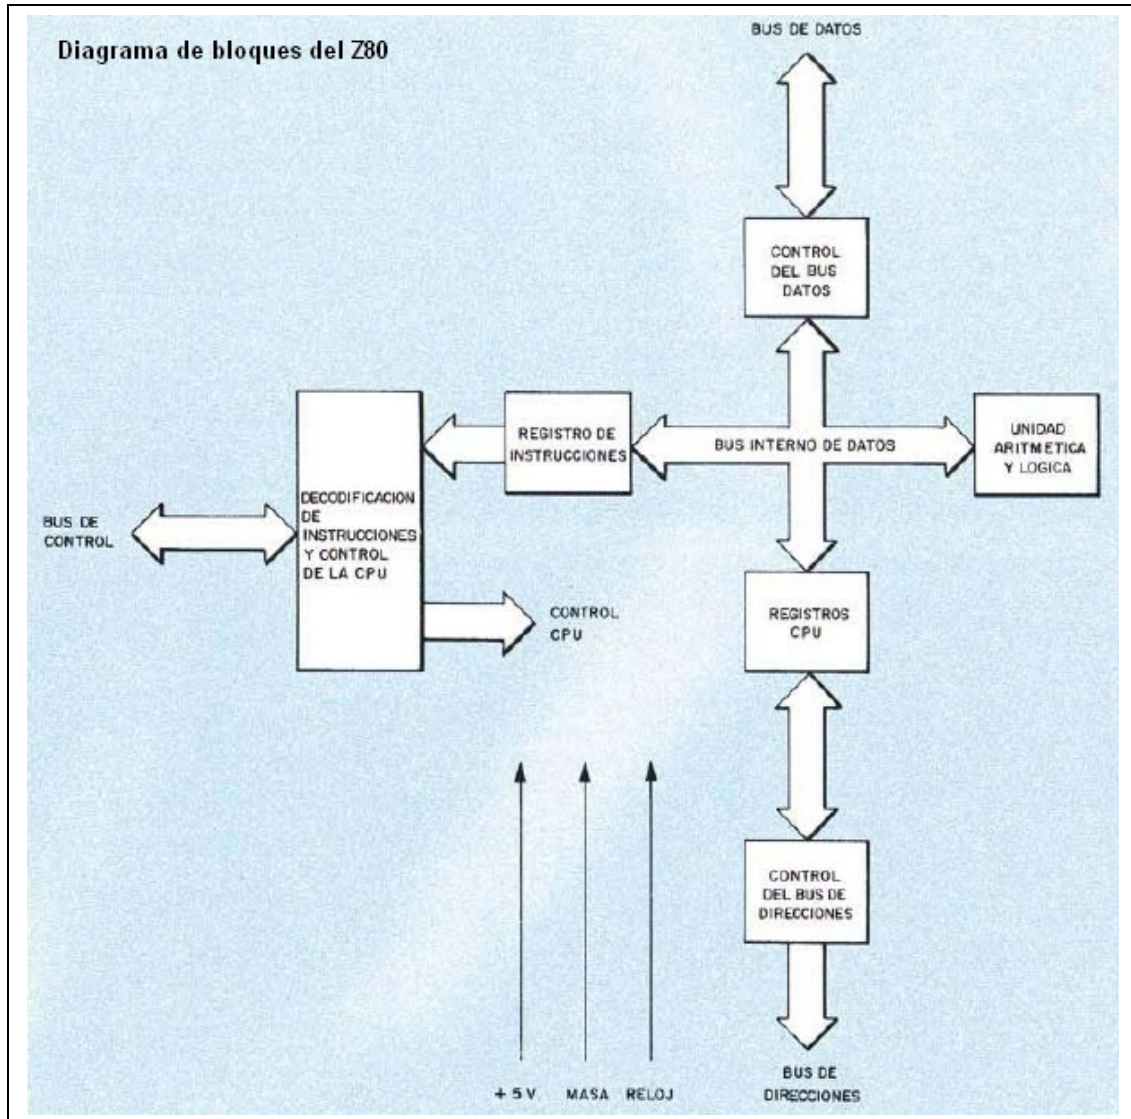 Diagrama de bloques del Z80
BUS DE DATOS
CONTROL
DEL BUS
DATOS
REGISTRO DE
INSTRUCCIONES
BUS INTERNO DE DATOS
UNIDAD
ARITMETICA
Y LOGICA
DECODIFICACION
DE
INSTRUCCIONES
Y CONTROL
DE LA CPU
BUS DE
CONTROL
CONTROL
CPU
REGISTROS
CPU
CONTROL
DEL BUS DE
DIRECCIONES
+ 5 V.
MASA
RELOJ
BUS DE
DIRECCIONES